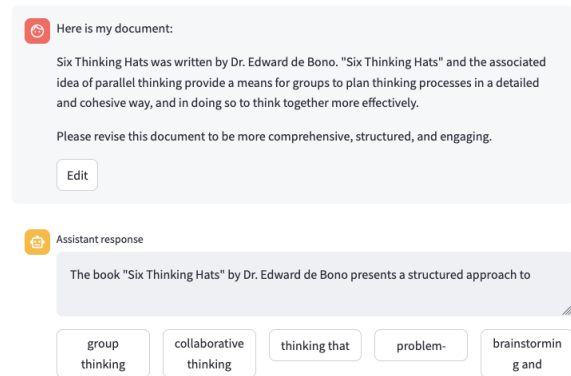 Here is my document:
Six Thinking Hats was written by Dr. Edward de Bono. "Six Thinking Hats" and the associated
idea of parallel thinking provide a means for groups to plan thinking processes in a detailed
and cohesive way, and in doing so to think together more effectively.
Please revise this document to be more comprehensive, structured, and engaging.
Edit
Assistant response
The book "Six Thinking Hats" by Dr. Edward de Bono presents a structured approach to
group
thinking
collaborative
thinking
thinking that
problem-
brainstormin
g and